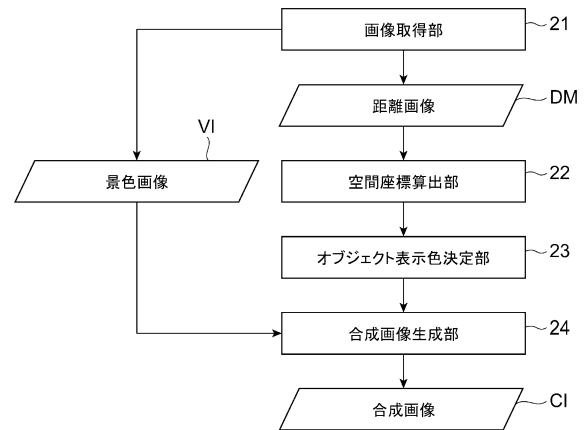 画像取得部 21
距離画像 DM
VI
景色画像
空間座標算出部 22
オブジェクト表示色決定部 23
合成画像生成部 24
合成画像 CI